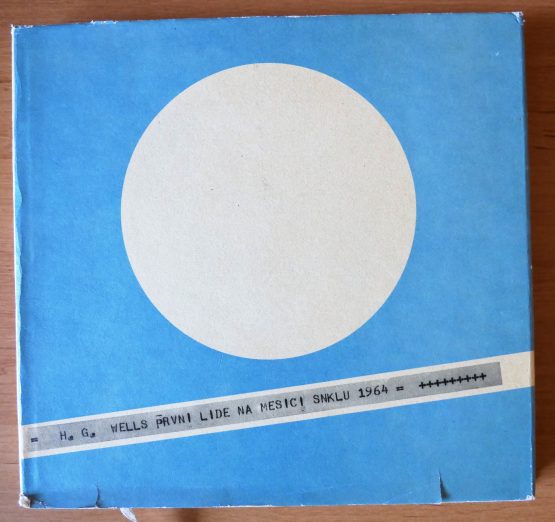 = H. G. WELLS PRVNI LIDE NA MESICI SNKLU 1964 = +++++++++